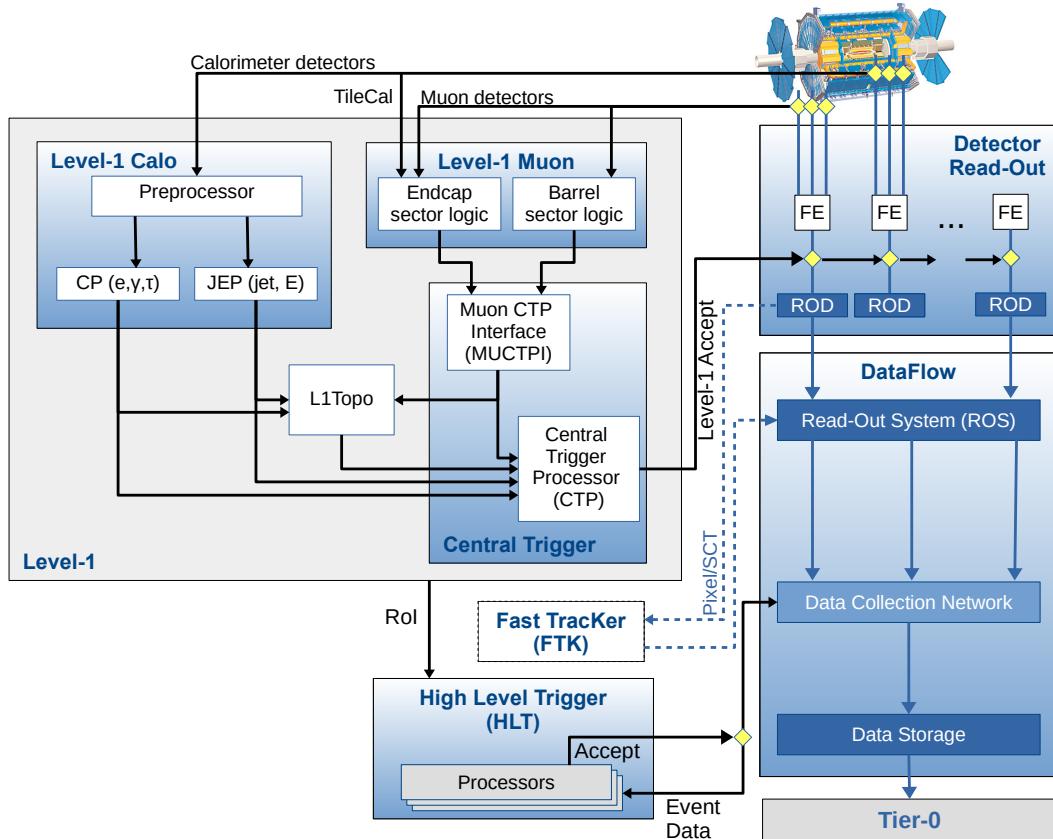 Calorimeter detectors
TileCal
Muon detectors
Level-1 Calo
Preprocessor
CP (e,γ,τ)
JEP (jet, E)
Level-1 Muon
Endcap
sector logic
Barrel
sector logic
Detector
Read-Out
FE
FE
...
FE
ROD
ROD
ROD
Muon CTP
Interface
(MUCTPI)
L1Topo
Central
Trigger
Processor
(CTP)
Central Trigger
Level-1
Level-1 Accept
DataFlow
Read-Out System (ROS)
Pixel/SCT
Data Collection Network
RoI
Fast TracKer
(FTK)
High Level Trigger
(HLT)
Accept
Processors
Event
Data
Data Storage
Tier-0